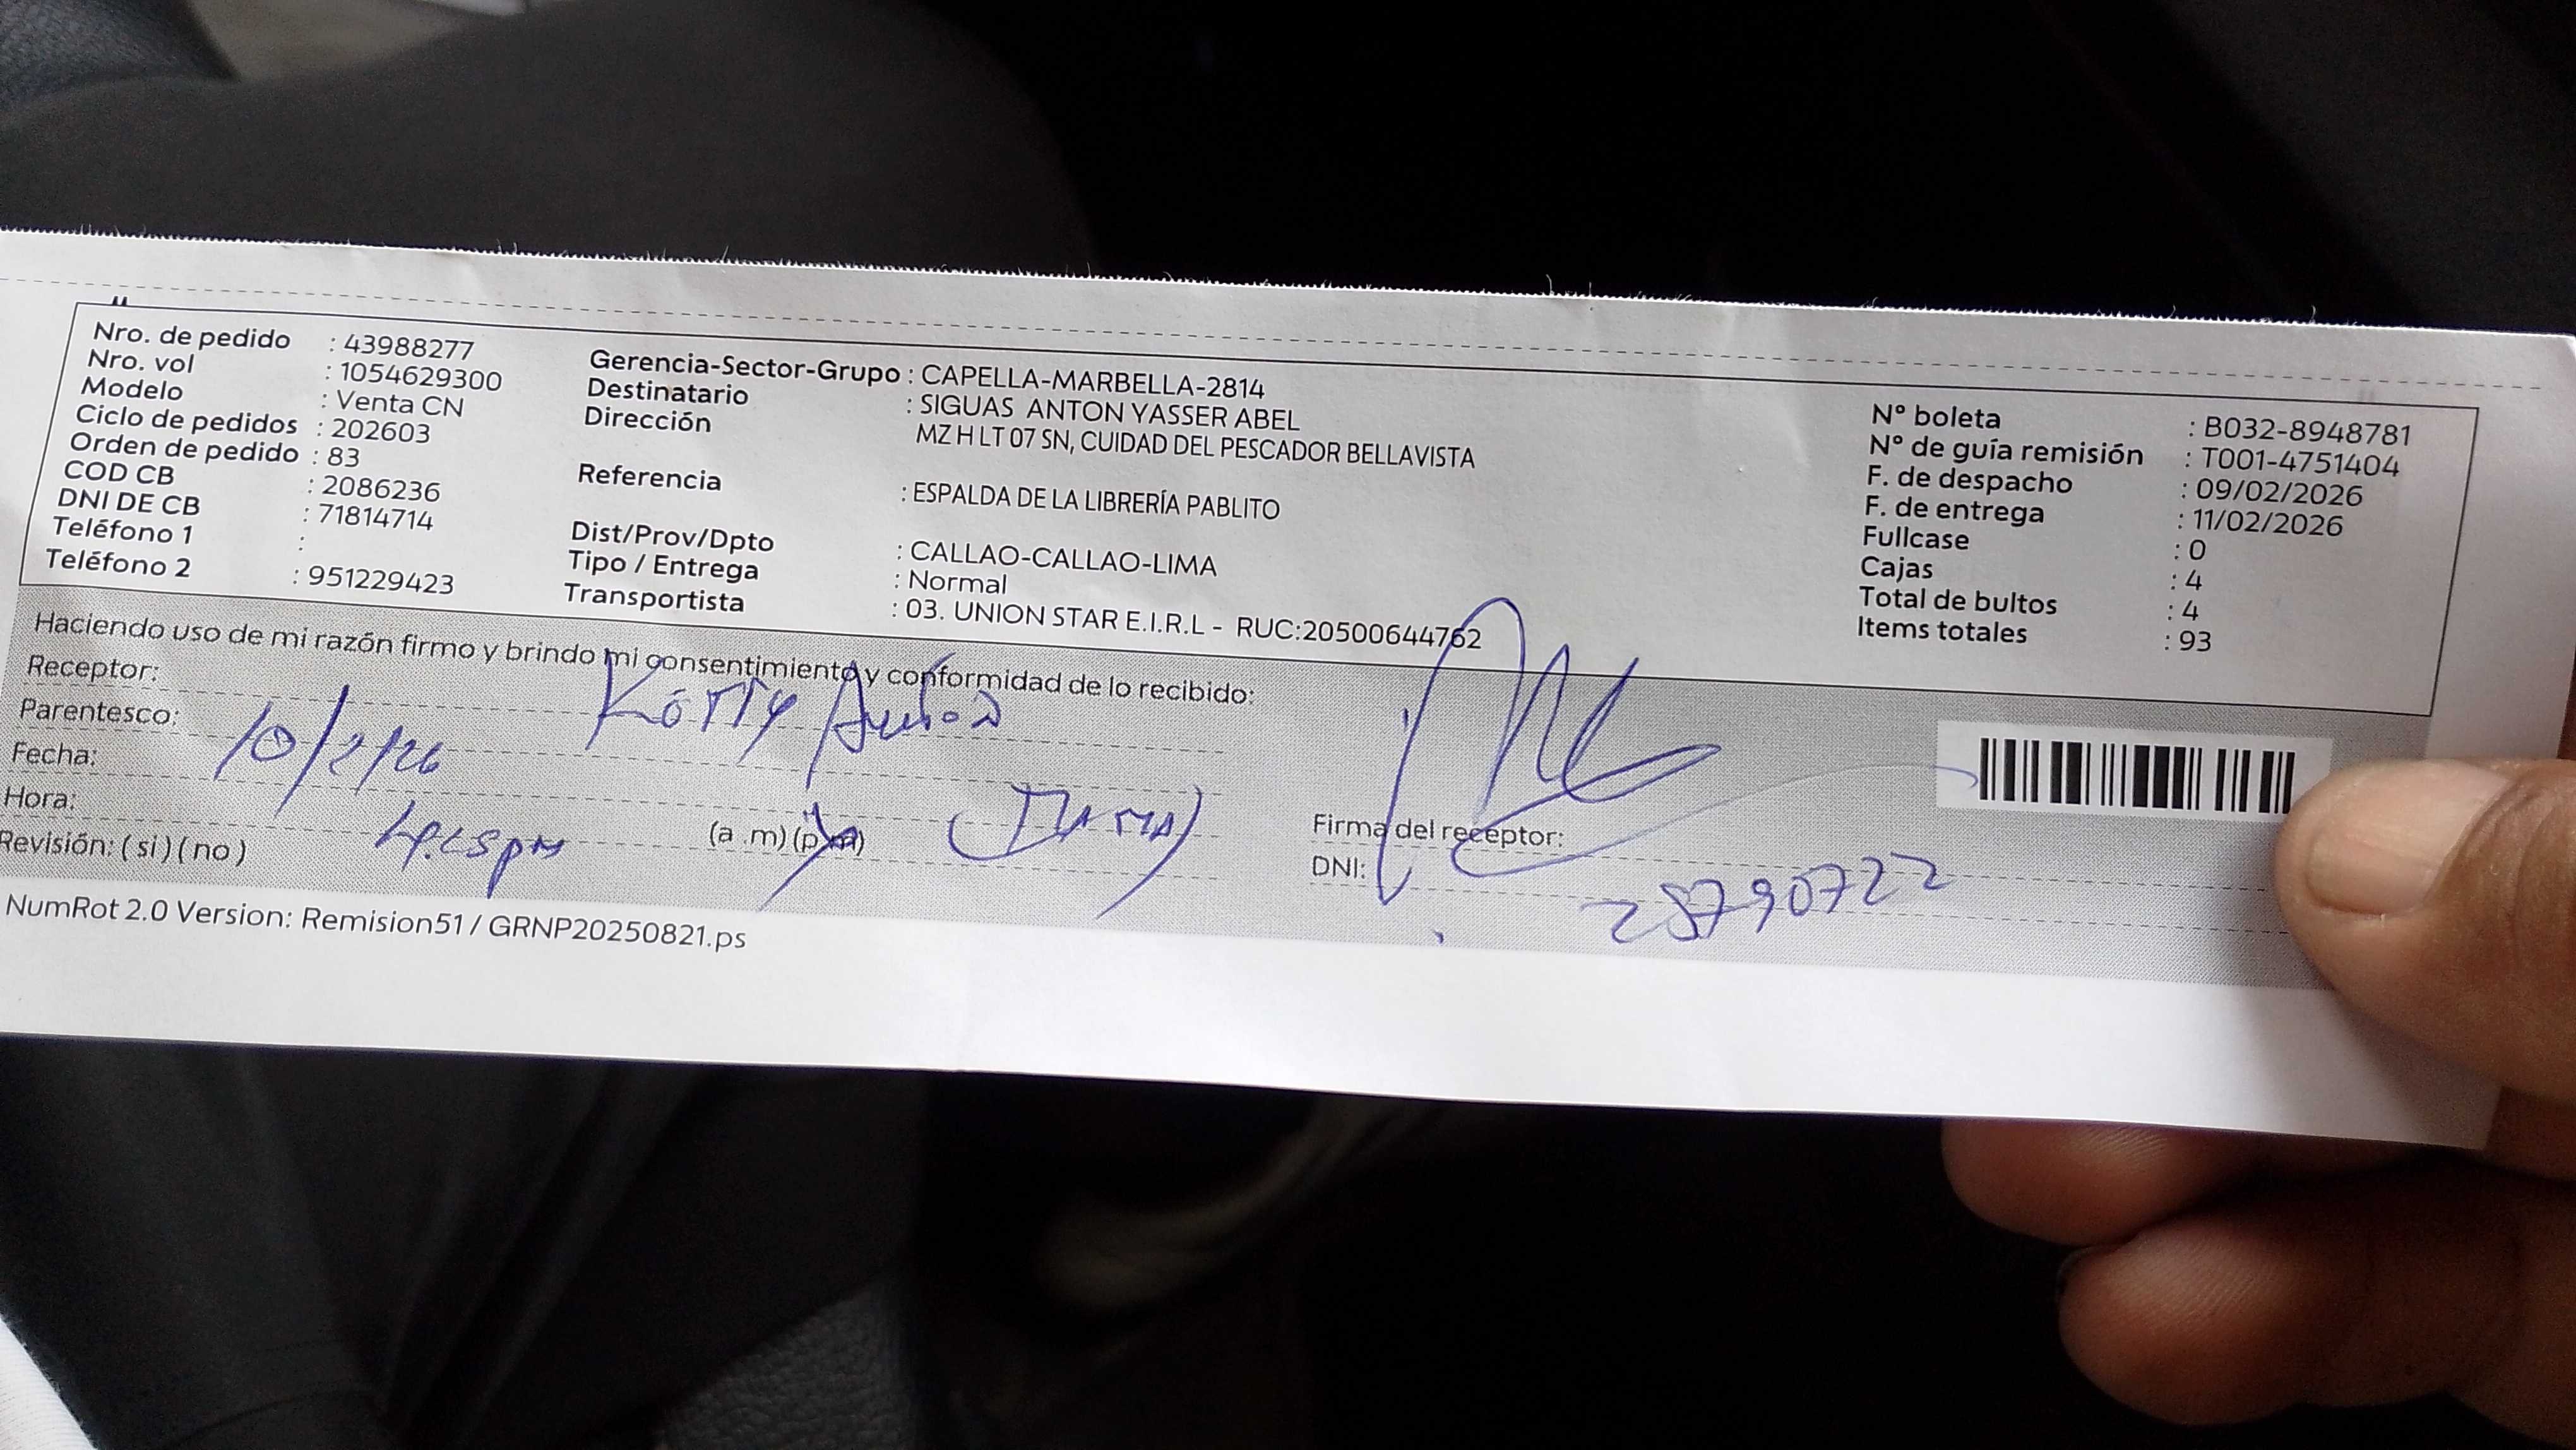 Nro. de pedido : 43988277
Nro. vol : 1054629300
Modelo : Venta CN
Ciclo de pedidos : 202603
Orden de pedido : 83
COD CB : 2086236
DNI DE CB : 71814714
Teléfono 1 :
Teléfono 2 : 951229423
Gerencia-Sector-Grupo : CAPELLA-MARBELLA-2814
Destinatario : SIGUAS ANTON YASSER ABEL
Dirección MZ H LT 07 SN, CUIDAD DEL PESCADOR BELLAVISTA
Referencia : ESPALDA DE LA LIBRERÍA PABLITO
Dist/Prov/Dpto : CALLAO-CALLAO-LIMA
Tipo / Entrega : Normal
Transportista : 03. UNION STAR E.I.R.L - RUC:20500644762
N° boleta : B032-8948781
N° de guía remisión : T001-4751404
F. de despacho : 09/02/2026
F. de entrega : 11/02/2026
Fullcase : 0
Cajas : 4
Total de bultos : 4
Items totales : 93
Haciendo uso de mi razón firmo y brindo mi consentimiento y conformidad de lo recibido:
Receptor:
Parentesco:
Fecha: 10/2/26
Hora: (a .m) (p.m)
Revisión: ( si ) ( no )
Firma del receptor:
DNI: 28790722
NumRot 2.0 Version: Remision51 / GRNP20250821.ps